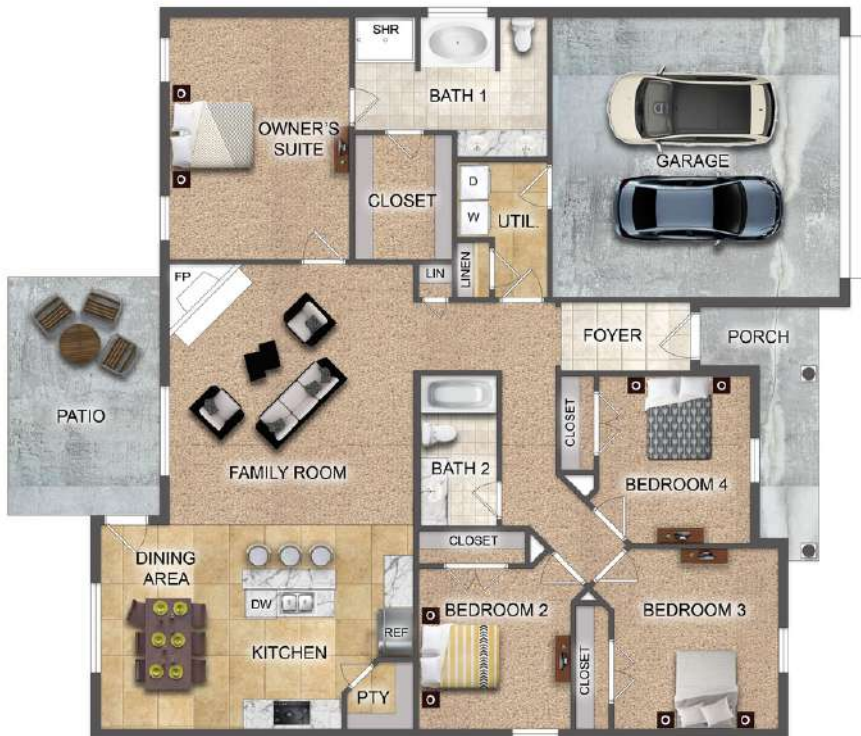 SHR
BATH 1
OWNER'S
SUITE
GARAGE
CLOSET
D
W
UTIL.
LINEN
LIN
FP
FOYER
PORCH
PATIO
FAMILY ROOM
BATH 2
CLOSET
BEDROOM 4
CLOSET
DINING
AREA
DW
REF
KITCHEN
PTY
BEDROOM 2
CLOSET
BEDROOM 3